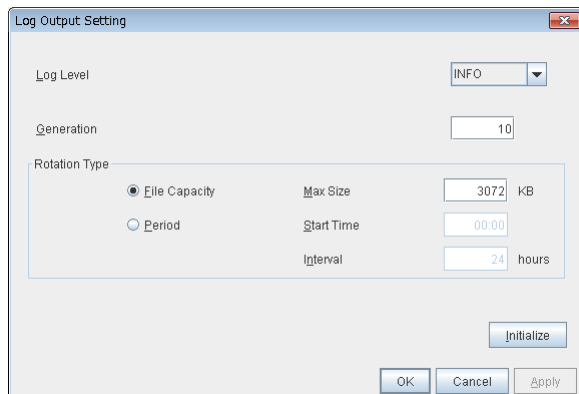 Log Output Setting
Log Level INFO
Generation 10
Rotation Type
File Capacity Max Size 3072 KB
Period Start Time 00:00
Interval 24 hours
Initialize
OK Cancel Apply